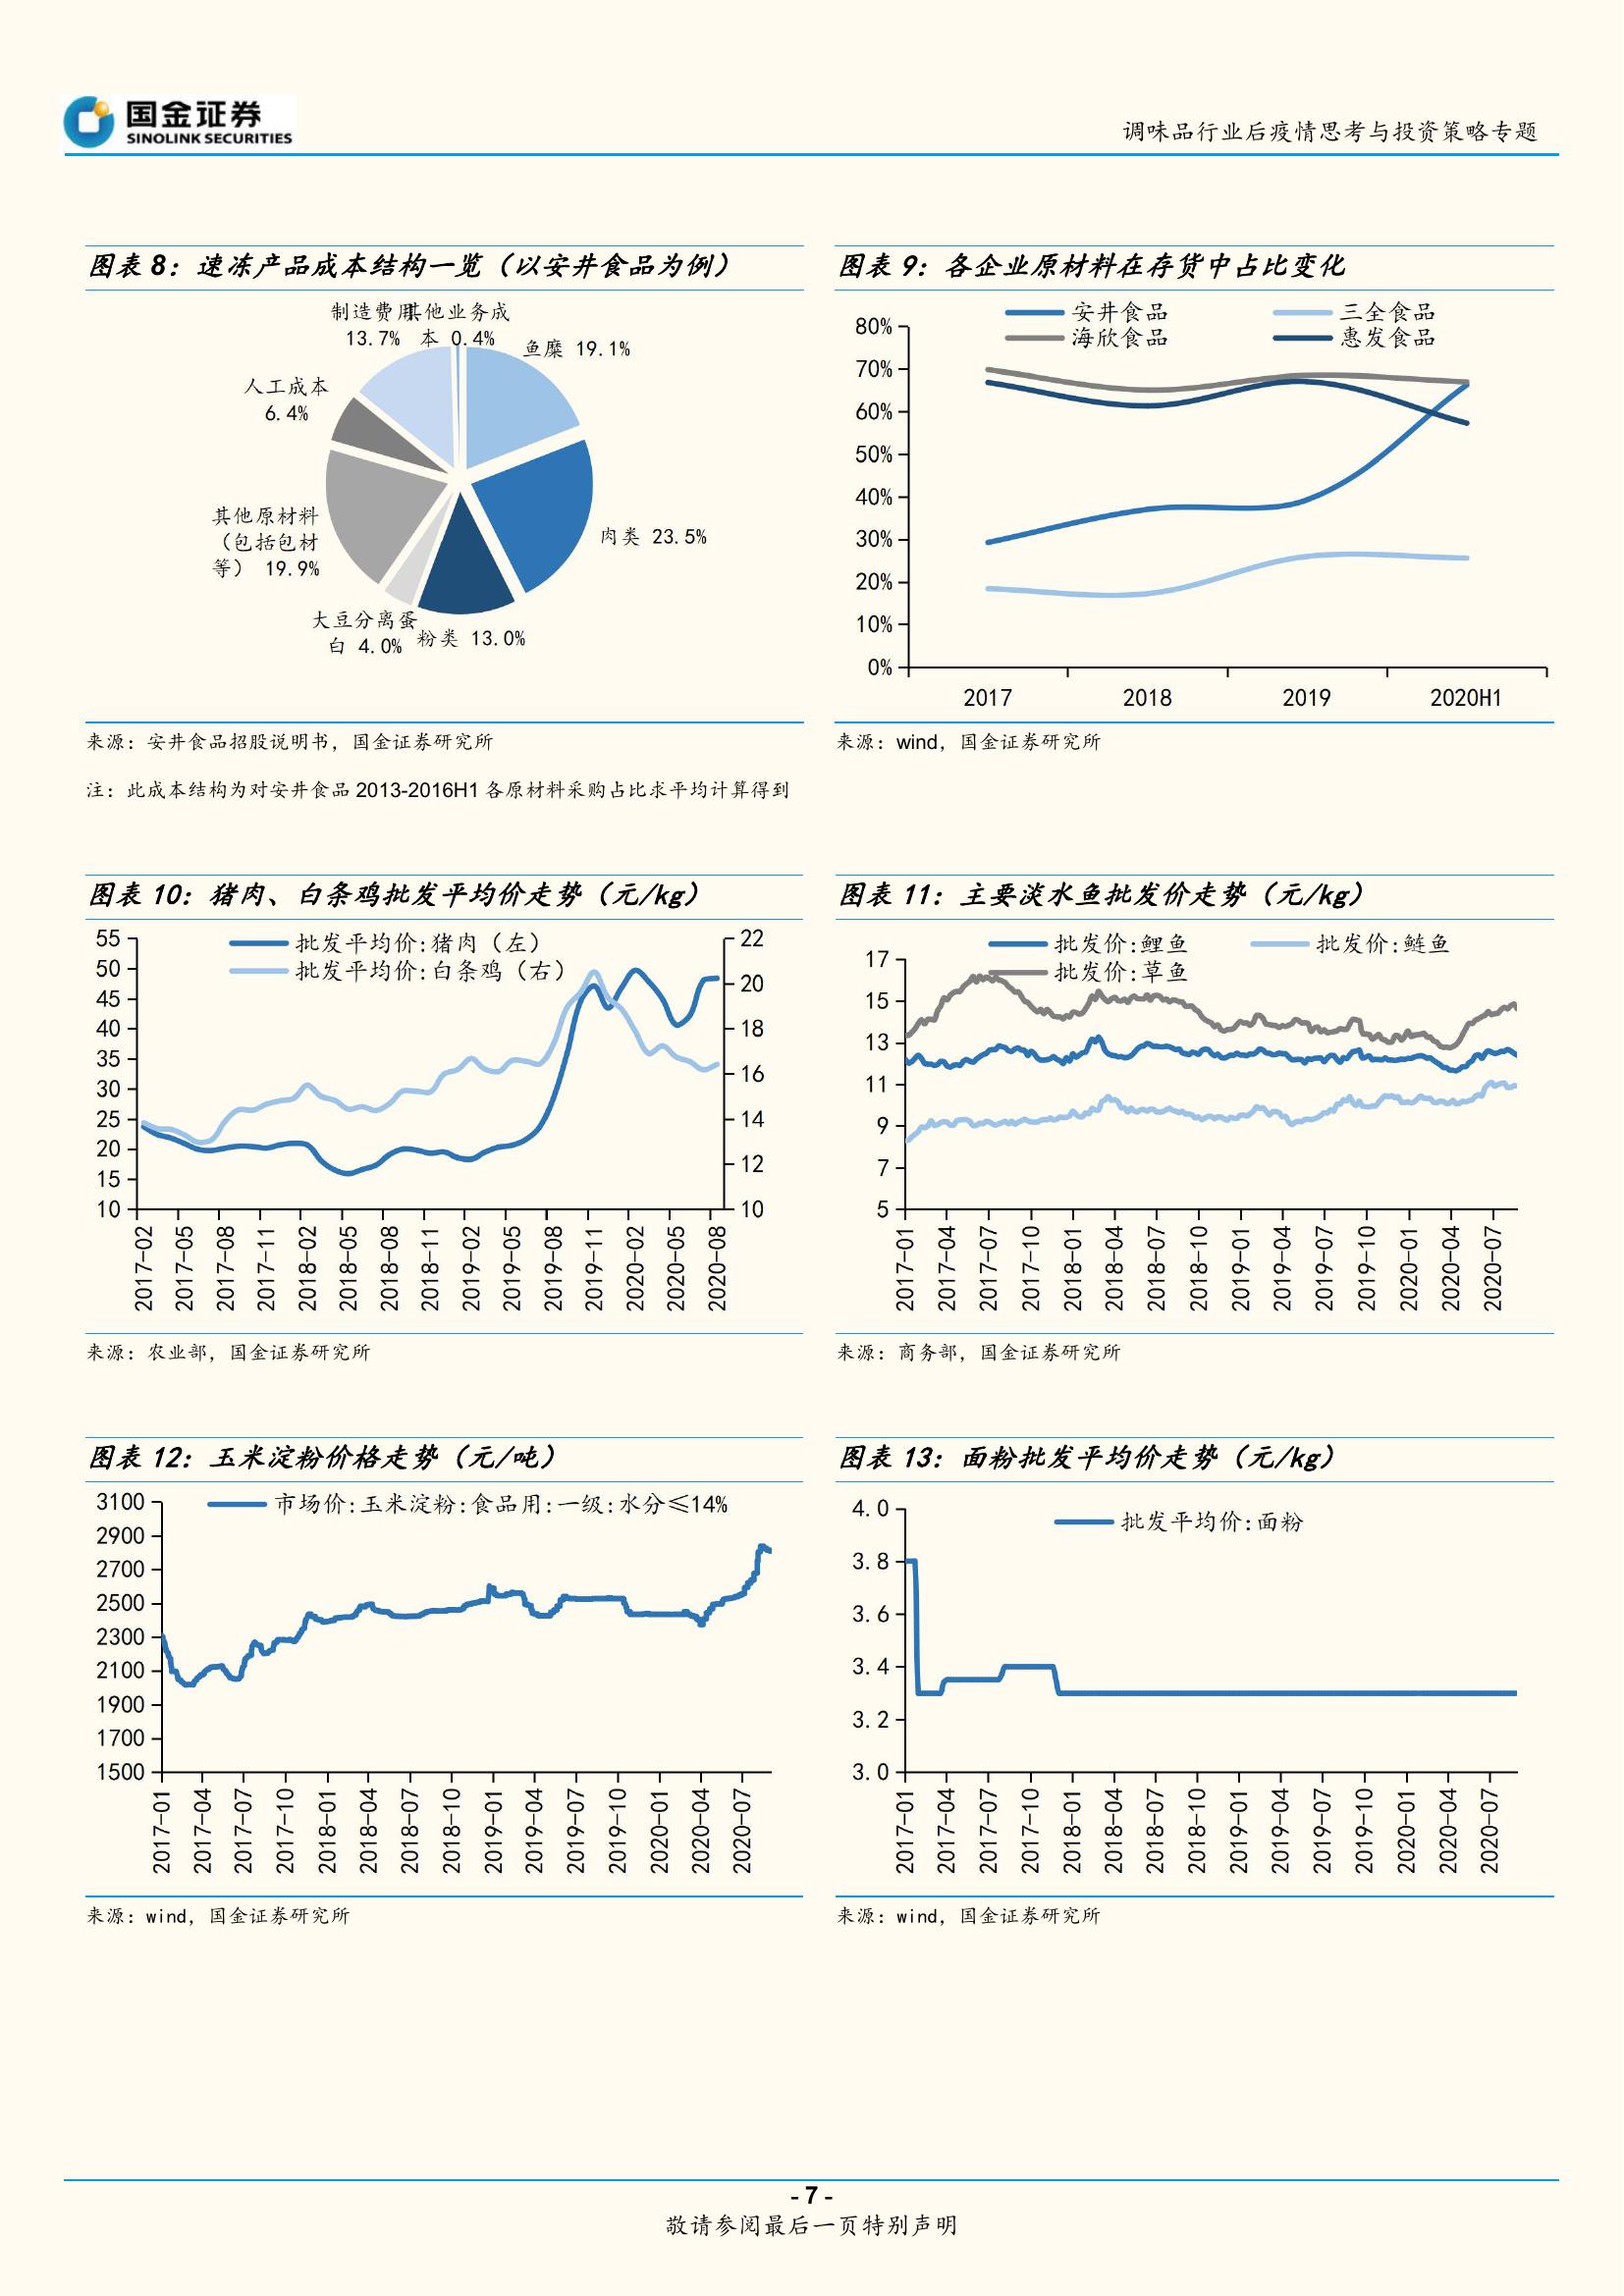 国金证券
SINOLINK SECURITIES
调味品行业后疫情思考与投资策略专题
图表 8：速冻产品成本结构一览（以安井食品为例）
制造费用
13.7%
其他业务成
本 0.4%
鱼糜 19.1%
人工成本
6.4%
肉类 23.5%
其他原材料
（包括包材
等） 19.9%
大豆分离蛋
白 4.0%
粉类 13.0%
来源：安井食品招股说明书，国金证券研究所
注：此成本结构为对安井食品 2013-2016H1 各原材料采购占比求平均计算得到
图表 9：各企业原材料在存货中占比变化
安井食品
三全食品
海欣食品
惠发食品
80%
70%
60%
50%
40%
30%
20%
10%
0%
2017 2018 2019 2020H1
来源：wind，国金证券研究所
图表 10：猪肉、白条鸡批发平均价走势（元/kg）
批发平均价:猪肉（左）
批发平均价:白条鸡（右）
55
50
45
40
35
30
25
20
15
10
22
20
18
16
14
12
10
2017-02
2017-05
2017-08
2017-11
2018-02
2018-05
2018-08
2018-11
2019-02
2019-05
2019-08
2019-11
2020-02
2020-05
2020-08
来源：农业部，国金证券研究所
图表 11：主要淡水鱼批发价走势（元/kg）
批发价:鲤鱼
批发价:鲢鱼
批发价:草鱼
17
15
13
11
9
7
5
2017-01
2017-04
2017-07
2017-10
2018-01
2018-04
2018-07
2018-10
2019-01
2019-04
2019-07
2019-10
2020-01
2020-04
2020-07
来源：商务部，国金证券研究所
图表 12：玉米淀粉价格走势（元/吨）
市场价:玉米淀粉:食品用:一级:水分≤14%
3100
2900
2700
2500
2300
2100
1900
1700
1500
2017-01
2017-04
2017-07
2017-10
2018-01
2018-04
2018-07
2018-10
2019-01
2019-04
2019-07
2019-10
2020-01
2020-04
2020-07
来源：wind，国金证券研究所
图表 13：面粉批发平均价走势（元/kg）
批发平均价:面粉
4.0
3.8
3.6
3.4
3.2
3.0
2017-01
2017-04
2017-07
2017-10
2018-01
2018-04
2018-07
2018-10
2019-01
2019-04
2019-07
2019-10
2020-01
2020-04
2020-07
来源：wind，国金证券研究所
- 7 -
敬请参阅最后一页特别声明